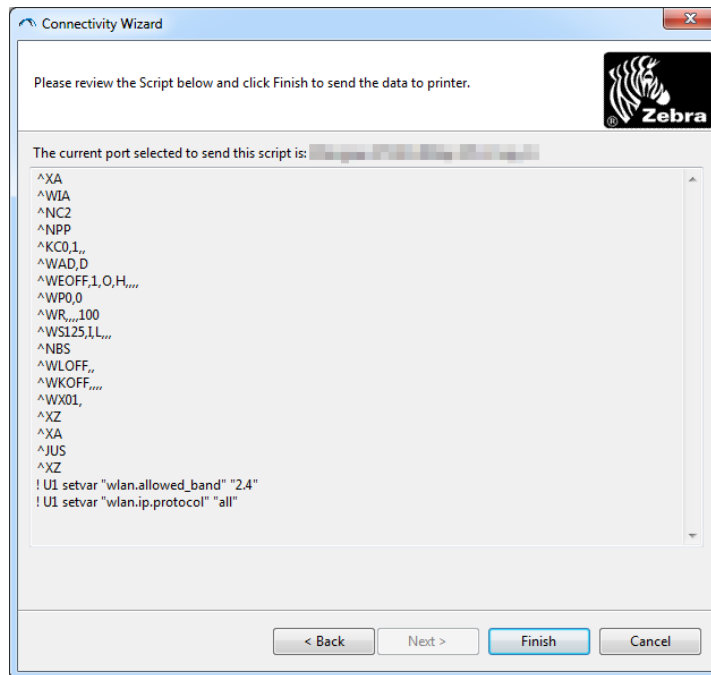 Connectivity Wizard
Please review the Script below and click Finish to send the data to printer.
® Zebra
The current port selected to send this script is:
^XA
^WIA
^NC2
^NPP
^KC0,1,,
^WAD,D
^WEOFF,1,O,H,,,,
^WP0,0
^WR,,,,100
^WS125,I,L,,,
^NBS
^WLOFF,,
^WKOFF,,,,
^WX01,
^XZ
^XA
^JUS
^XZ
! U1 setvar "wlan.allowed_band" "2.4"
! U1 setvar "wlan.ip.protocol" "all"
< Back Next > Finish Cancel